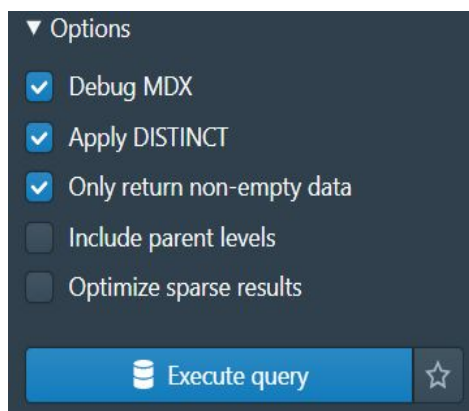 Options
Debug MDX
Apply DISTINCT
Only return non-empty data
Include parent levels
Optimize sparse results
Execute query